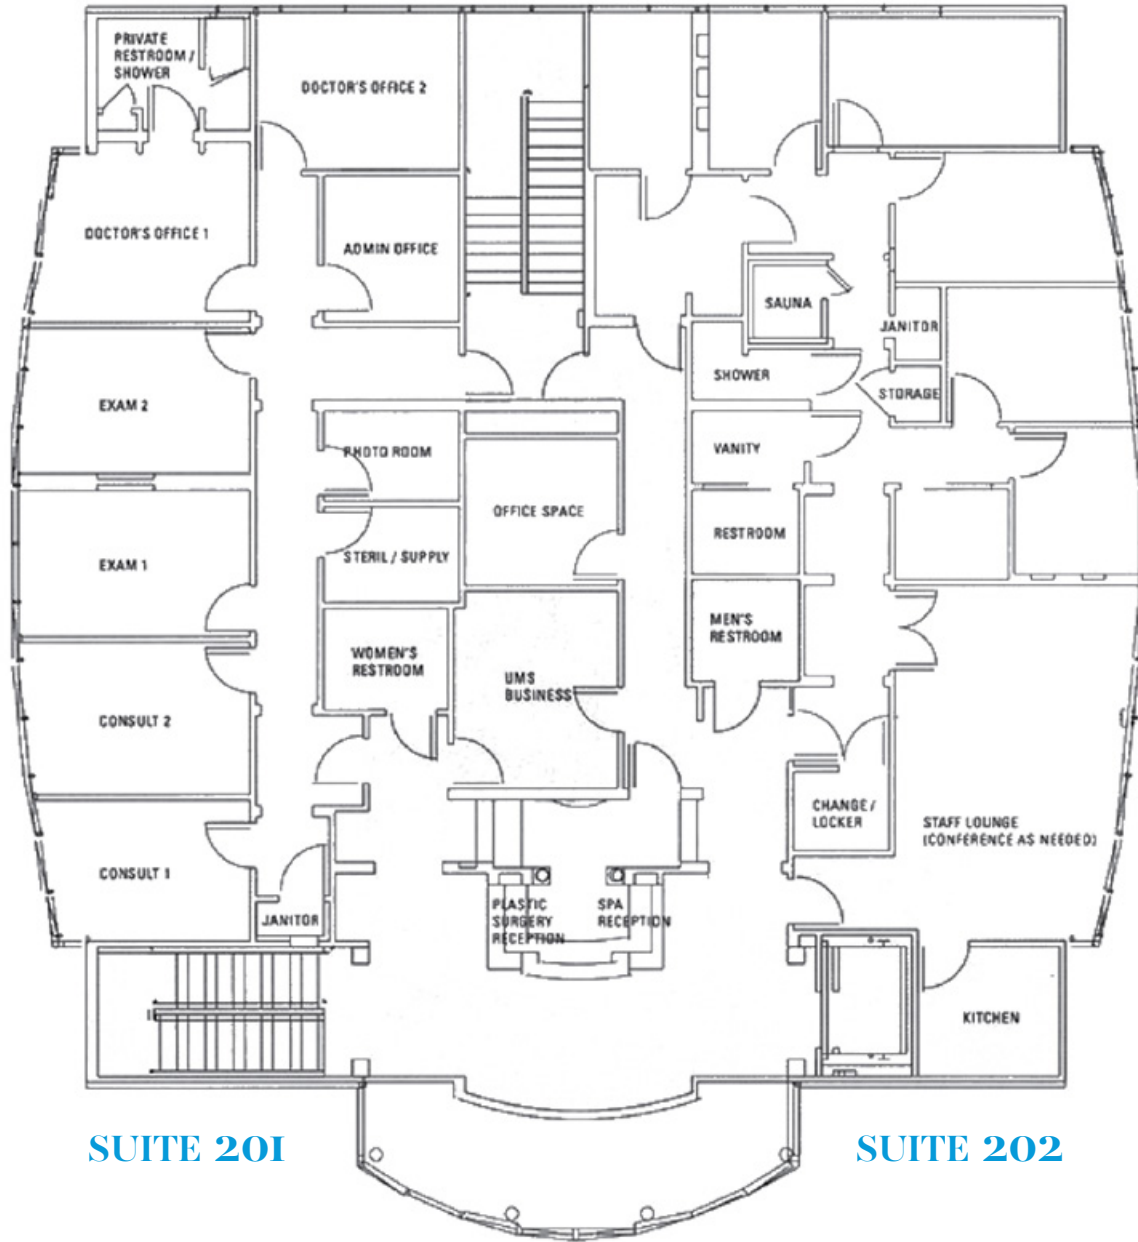 PRIVATE
RESTROOM /
SHOWER
DOCTOR'S OFFICE 2
DOCTOR'S OFFICE 1
ADMIN OFFICE
SAUNA
JANITOR
SHOWER
STORAGE
EXAM 2
PHOTO ROOM
VANITY
OFFICE SPACE
RESTROOM
EXAM 1
STERIL / SUPPLY
WOMEN'S
RESTROOM
UMS
BUSINESS
MEN'S
RESTROOM
CONSULT 2
CHANGE /
LOCKER
STAFF LOUNGE
(CONFERENCE AS NEEDED)
CONSULT 1
JANITOR
PLASTIC
SURGERY
RECEPTION
SPA
RECEPTION
KITCHEN
SUITE 201
SUITE 202